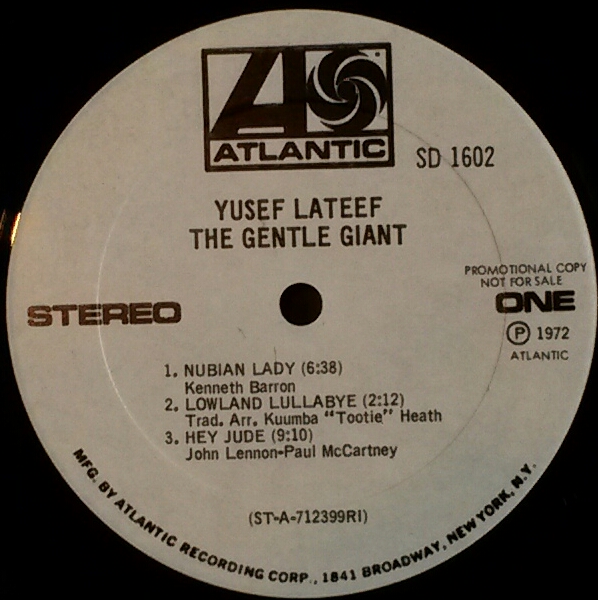 ATLANTIC
SD 1602
YUSEF LATEEF
THE GENTLE GIANT
PROMOTIONAL COPY
NOT FOR SALE
STEREO
ONE
Ⓟ 1972
ATLANTIC
1. NUBIAN LADY (6:38)
Kenneth Barron
2. LOWLAND LULLABYE (2:12)
Trad. Arr. Kuumba "Tootie" Heath
3. HEY JUDE (9:10)
John Lennon-Paul McCartney
(ST-A-712399RI)
MFG. BY ATLANTIC RECORDING CORP., 1841 BROADWAY, NEW YORK, N.Y.